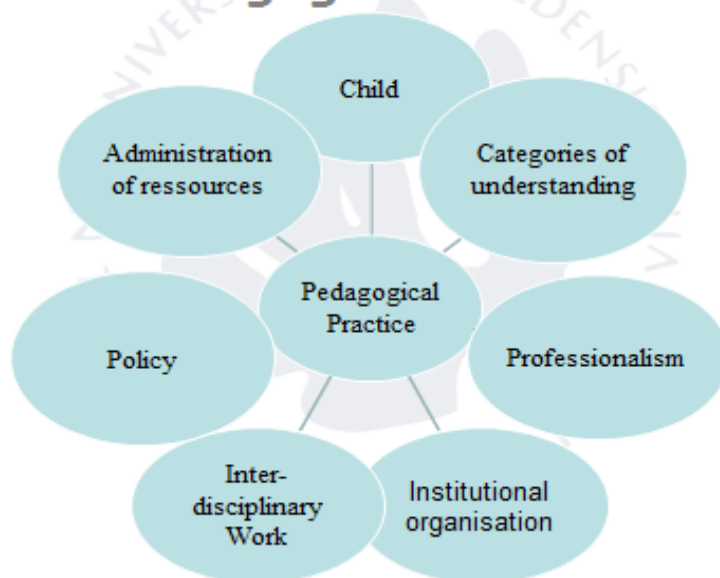 Child
Administration
of ressources
Categories of
understanding
Pedagogical
Practice
Policy
Professionalism
Inter-
disciplinary
Work
Institutional
organisation